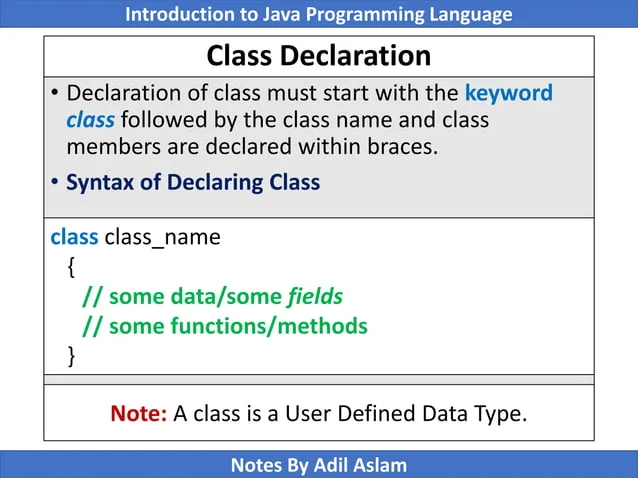 Introduction to Java Programming Language
Class Declaration
• Declaration of class must start with the keyword
class followed by the class name and class
members are declared within braces.
• Syntax of Declaring Class
class class_name
{
// some data/some fields
// some functions/methods
}
Note: A class is a User Defined Data Type.
Notes By Adil Aslam